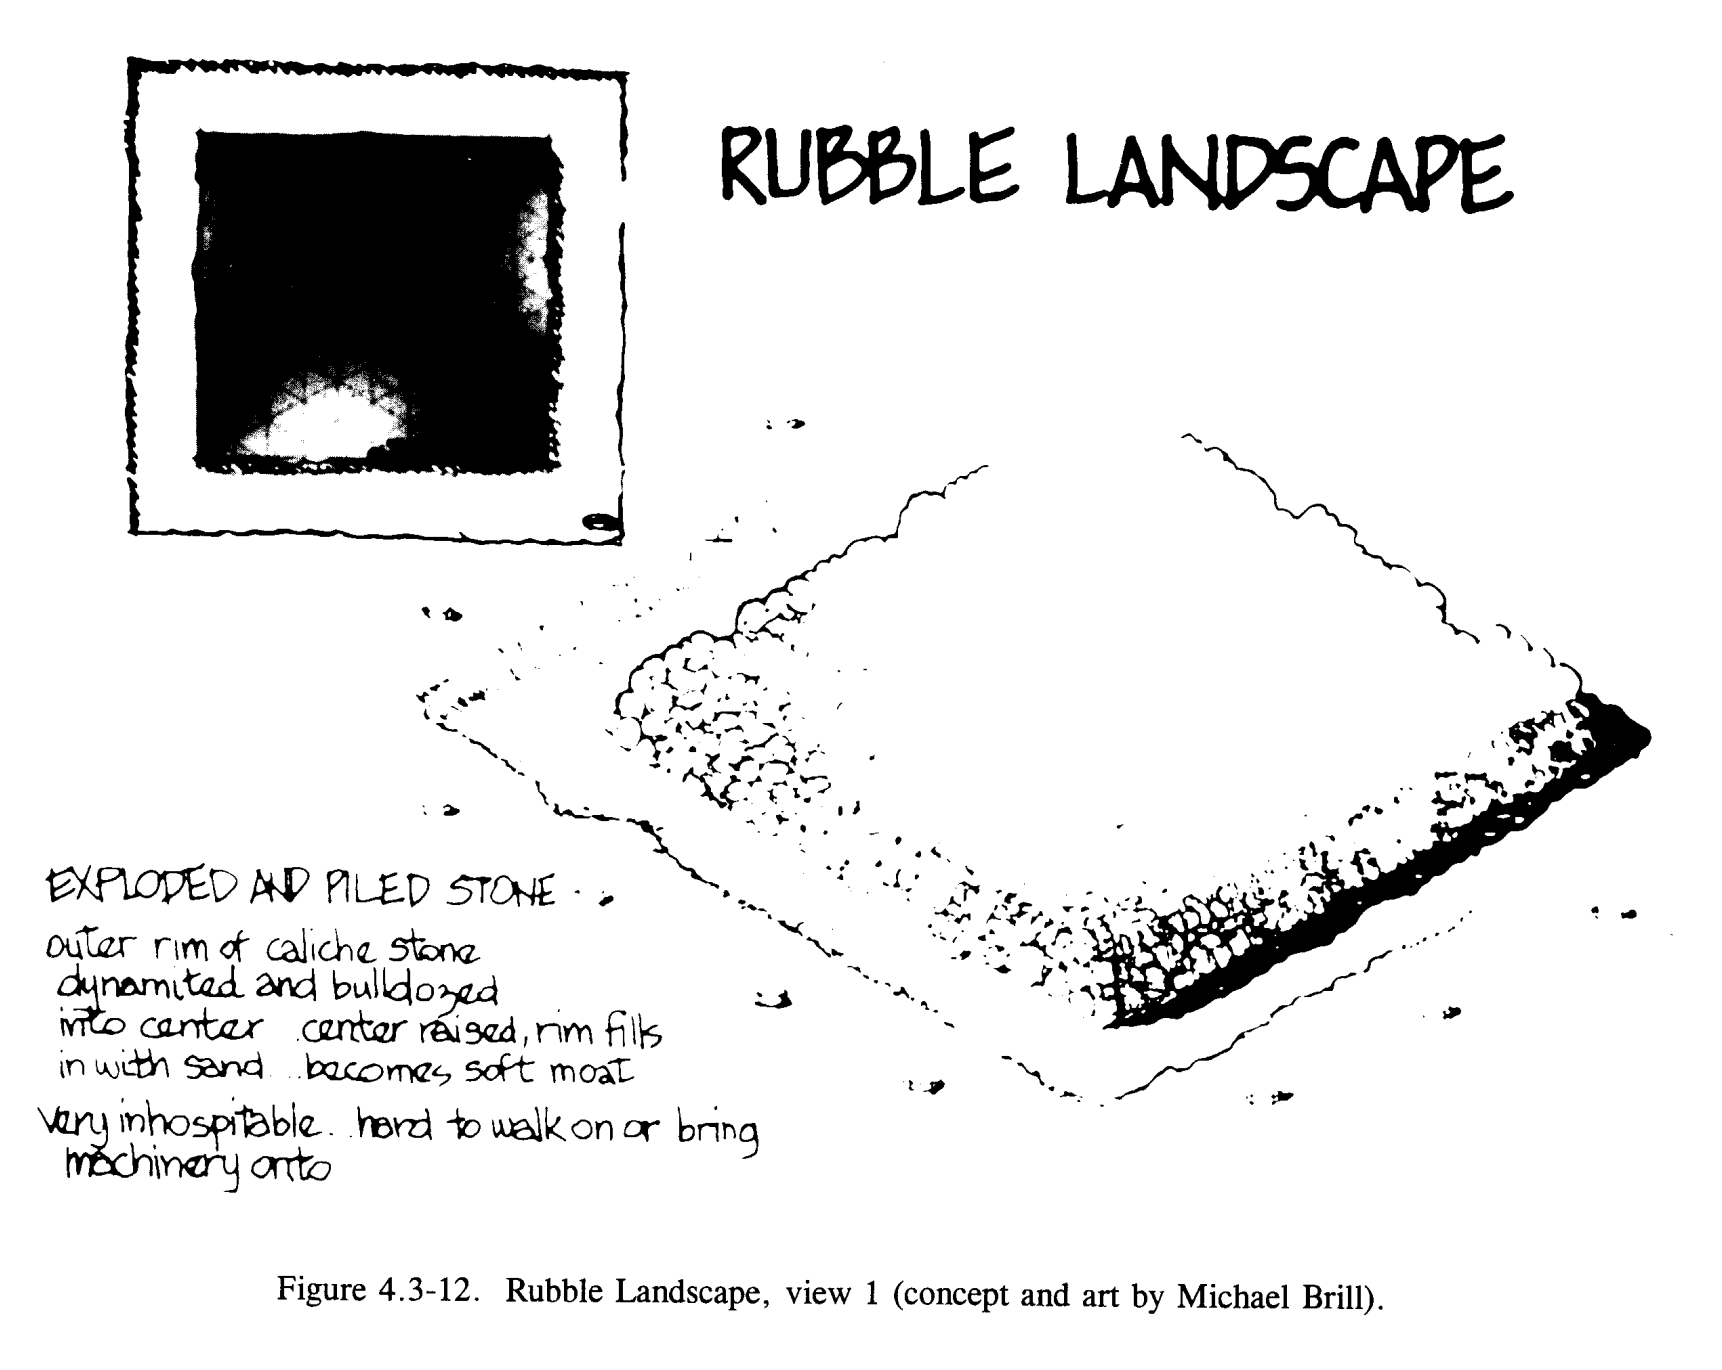 RUBBLE LANDSCAPE
EXPLODED AND PILED STONE
outer rim of caliche stone
dynamited and bulldozed
into center .center raised, rim fills
in with sand ...becomes soft moat
very inhospitable... hard to walk on or bring
machinery onto
Figure 4.3-12. Rubble Landscape, view 1 (concept and art by Michael Brill).